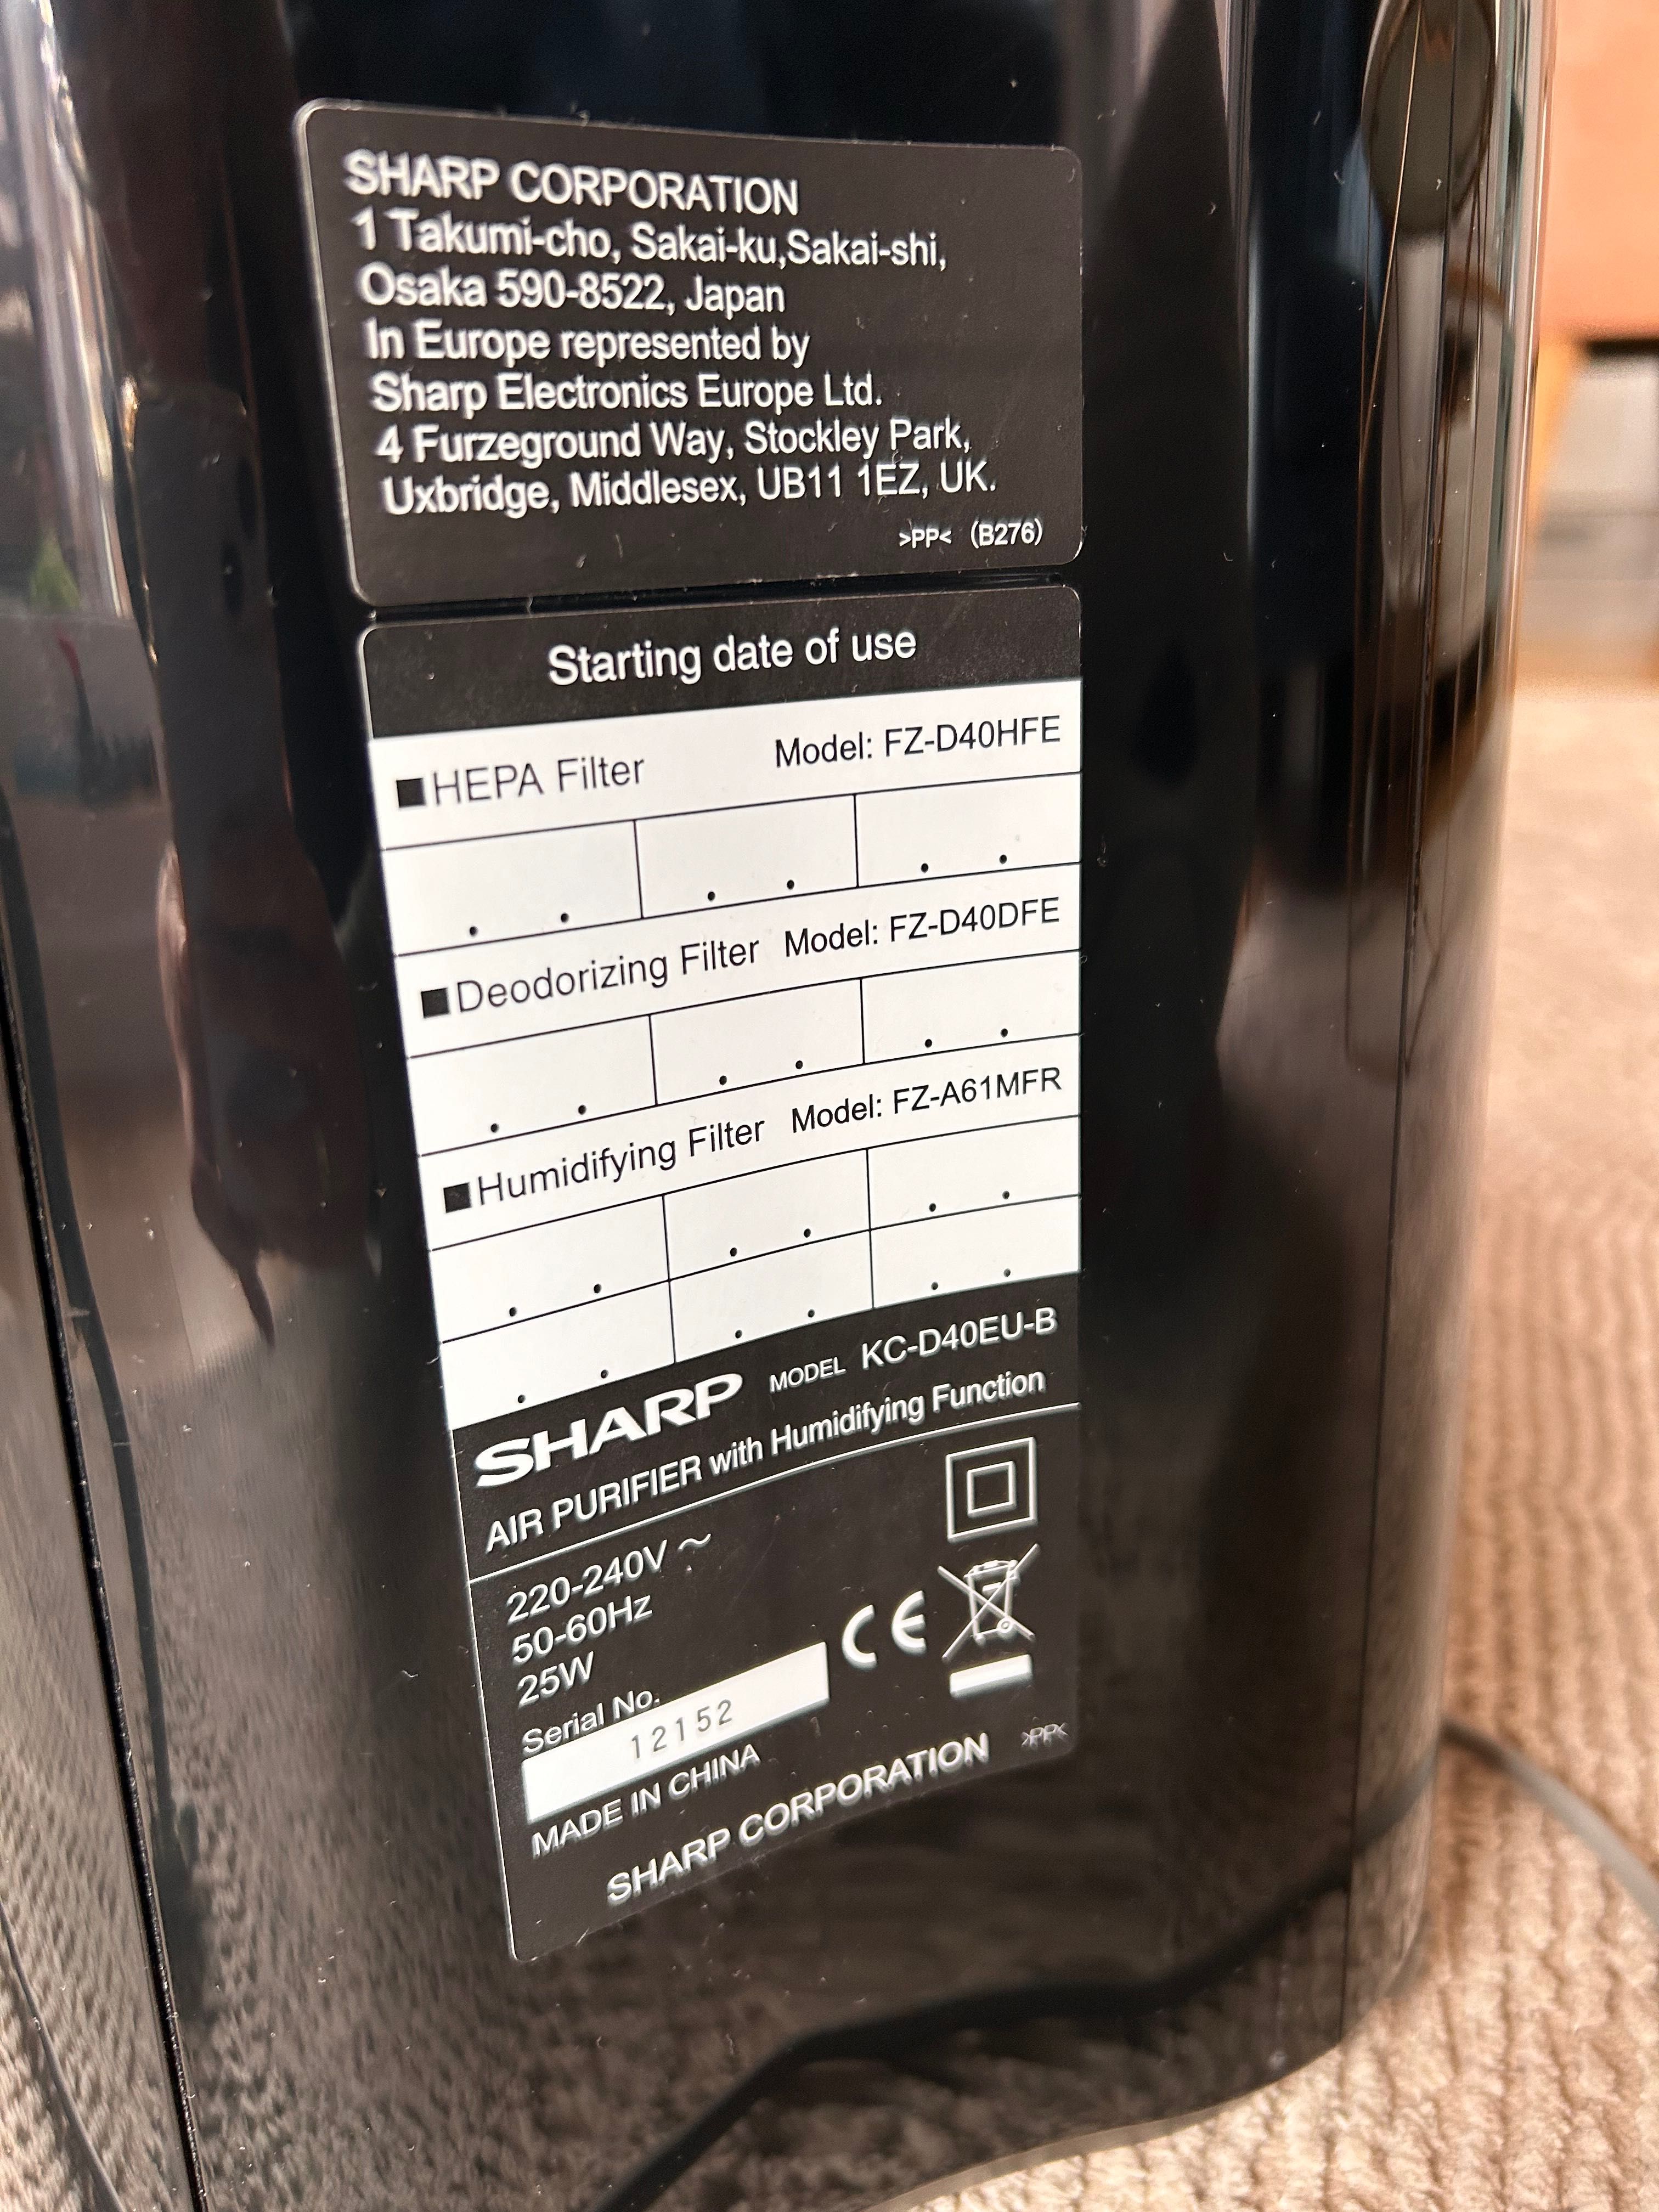 SHARP CORPORATION
1 Takumi-cho, Sakai-ku,Sakai-shi,
Osaka 590-8522, Japan
In Europe represented by
Sharp Electronics Europe Ltd.
4 Furzeground Way, Stockley Park,
Uxbridge, Middlesex, UB11 1EZ, UK.
>PP< (B276)
Starting date of use
■HEPA Filter Model: FZ-D40HFE
■Deodorizing Filter Model: FZ-D40DFE
■Humidifying Filter Model: FZ-A61MFR
SHARP MODEL KC-D40EU-B
AIR PURIFIER with Humidifying Function
220-240V ~
50-60Hz
25W
CE
Serial No.
12152
MADE IN CHINA
SHARP CORPORATION >PP<